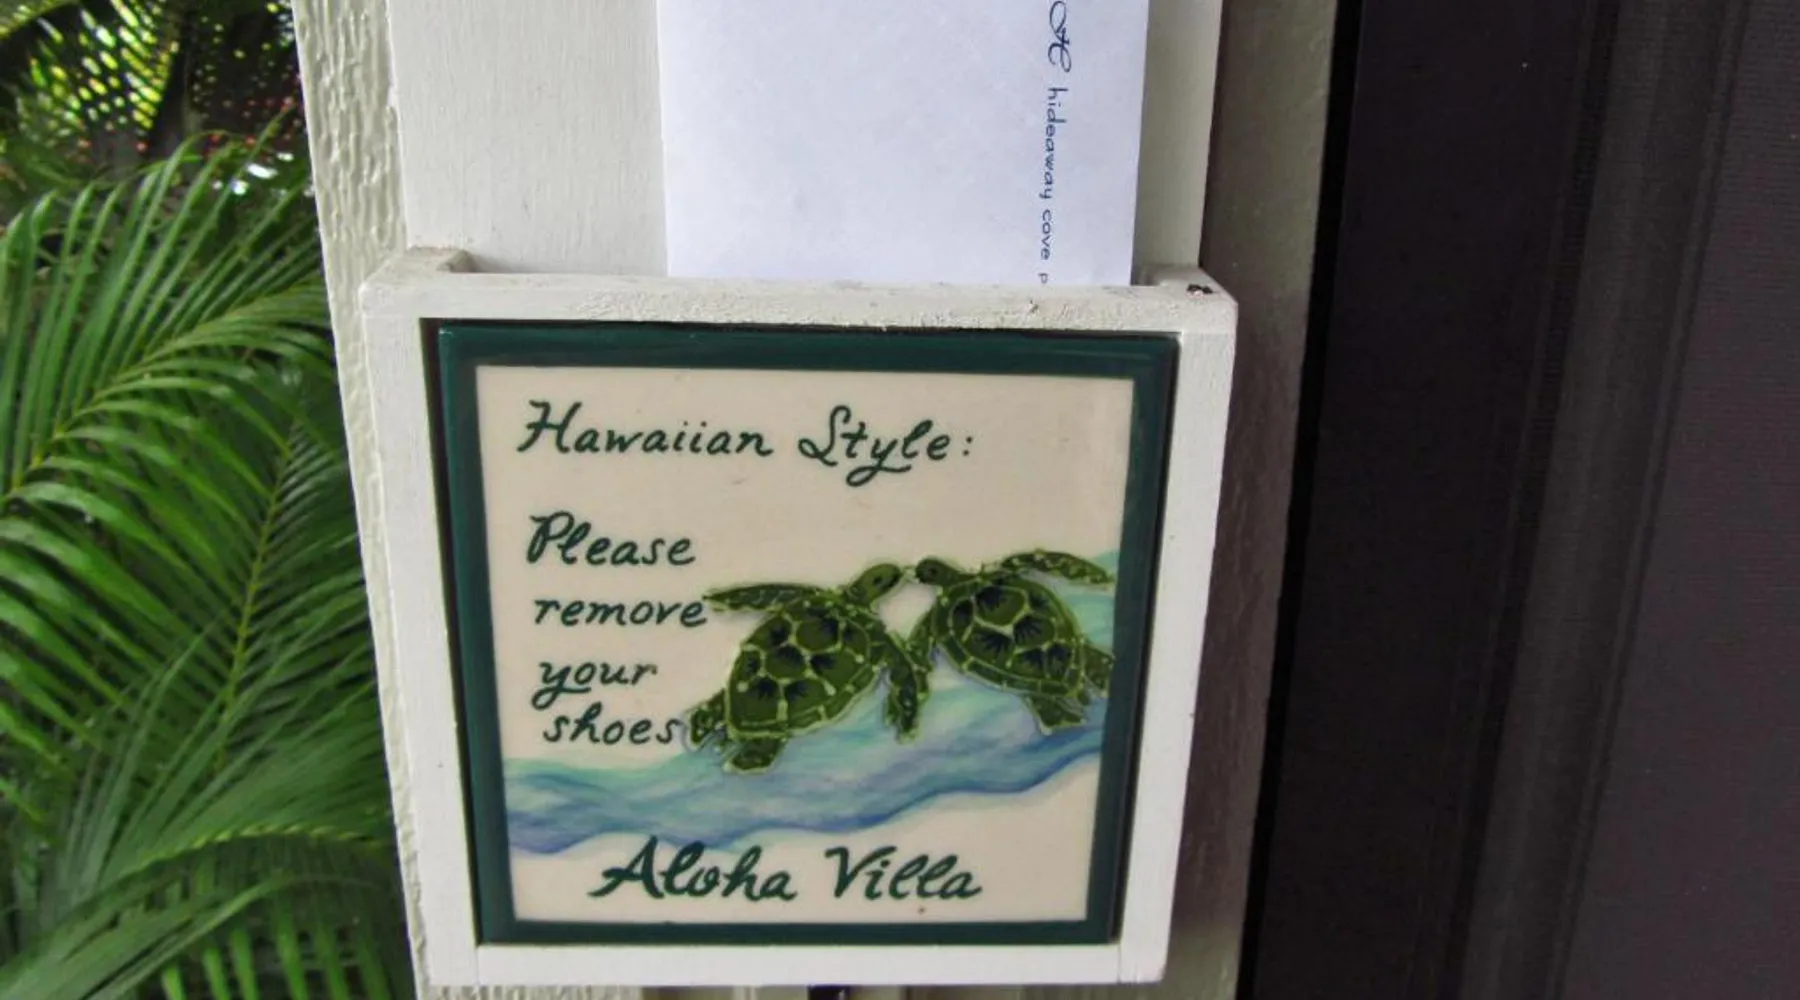 hideaway cove
Hawaiian Style:
Please
remove
your
shoes
Aloha Villa